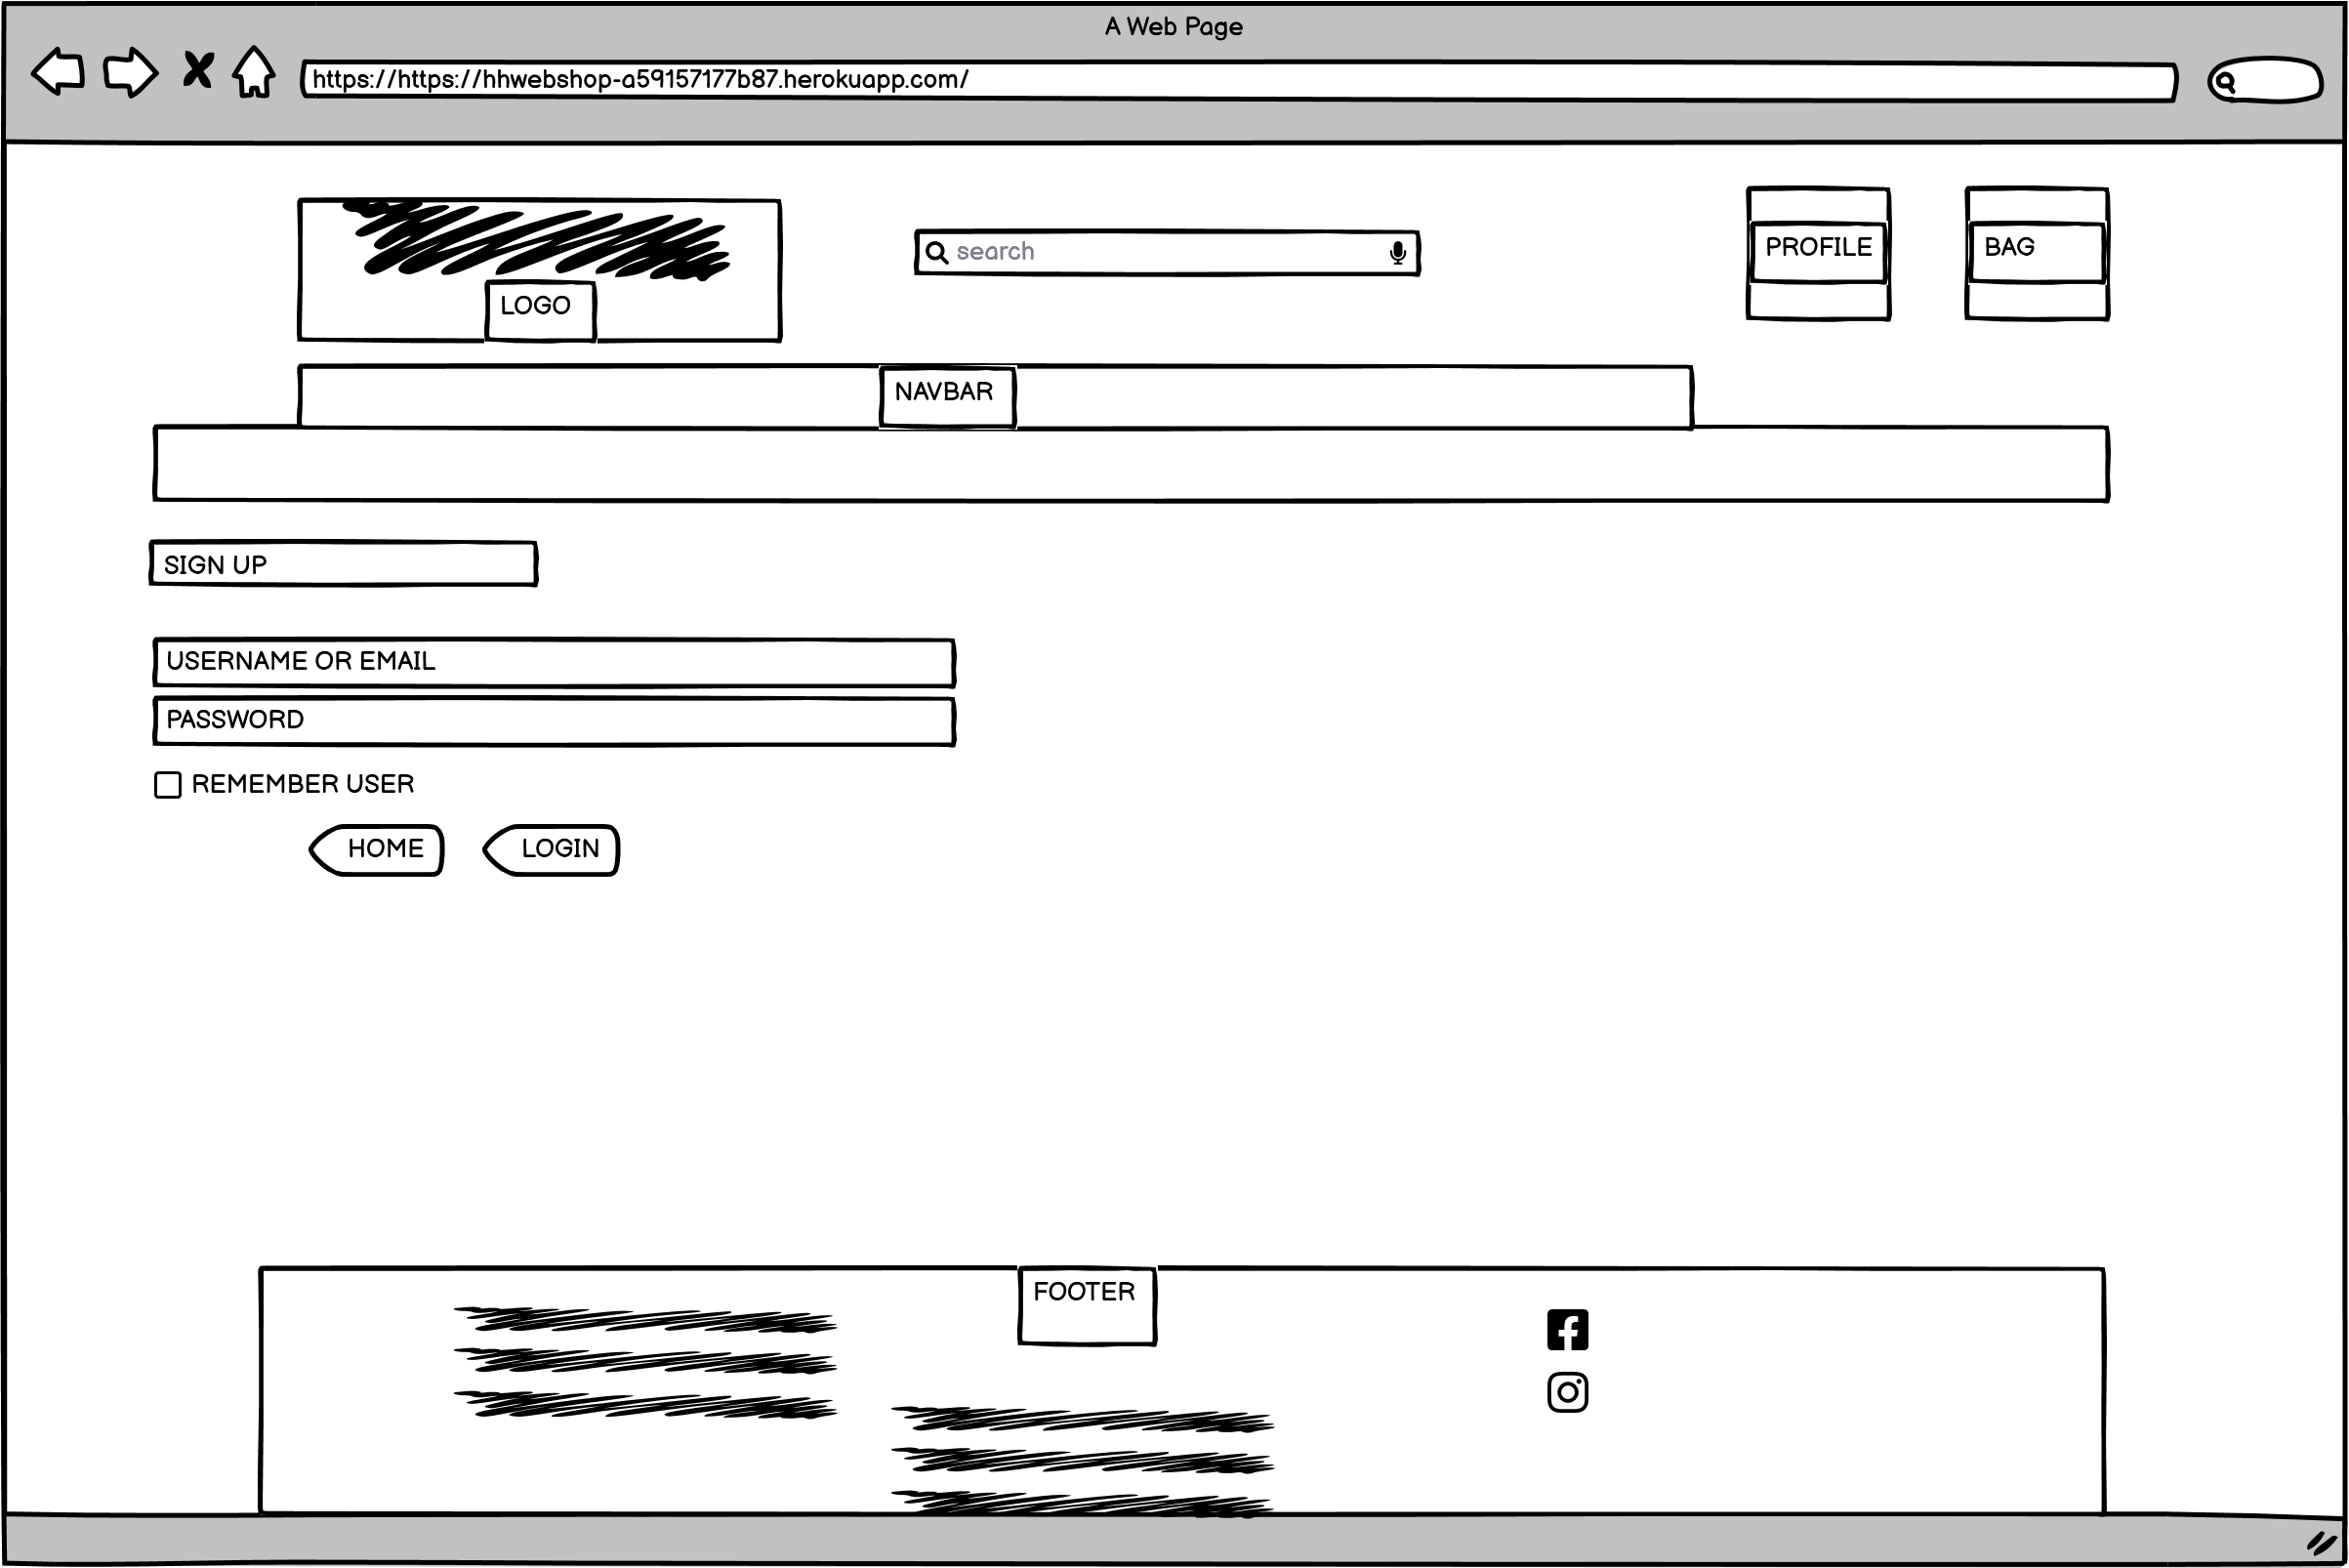 A Web Page
https://https://hhwebshop-a59157177b87.herokuapp.com/
search
PROFILE
BAG
LOGO
NAVBAR
SIGN UP
USERNAME OR EMAIL
PASSWORD
REMEMBER USER
HOME
LOGIN
FOOTER